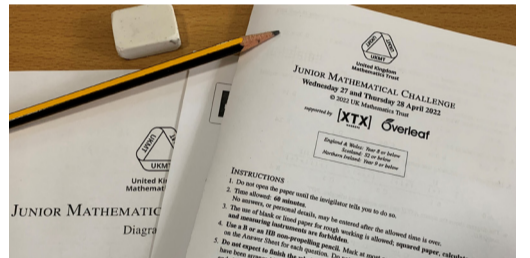 UKMT
United Kingdom
Mathematics Trust
JUNIOR MATHEMATICAL CHALLENGE
Wednesday 27 and Thursday 28 April 2022
© 2022 UK Mathematics Trust
supported by XTX Overleaf
England & Wales: Year 8 or below
Scotland: S2 or below
Northern Ireland: Year 9 or below
INSTRUCTIONS
1. Do not open the paper until the invigilator tells you to do so.
2. Time allowed: 60 minutes.
No answers, or personal details, may be entered after the allowed time is over.
3. The use of blank or lined paper for rough working is allowed; squared paper,
and measuring instruments are forbidden.
4. Use a B or an HB non-propelling pencil. Mark at most
on the Answer Sheet for each question. Do
5. Do not expect to finish the
have been
UKMT
United Ki
Mathemat
JUNIOR MATHEMATIC
Diagra